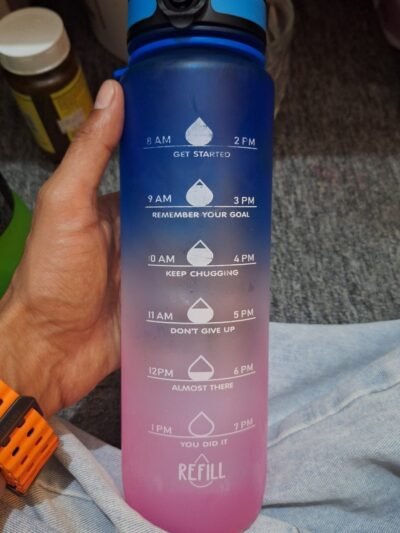 8 AM 2 PM
GET STARTED
9 AM 3 PM
REMEMBER YOUR GOAL
10 AM 4 PM
KEEP CHUGGING
11 AM 5 PM
DON'T GIVE UP
12PM 6 PM
ALMOST THERE
1 PM 7 PM
YOU DID IT
REFILL